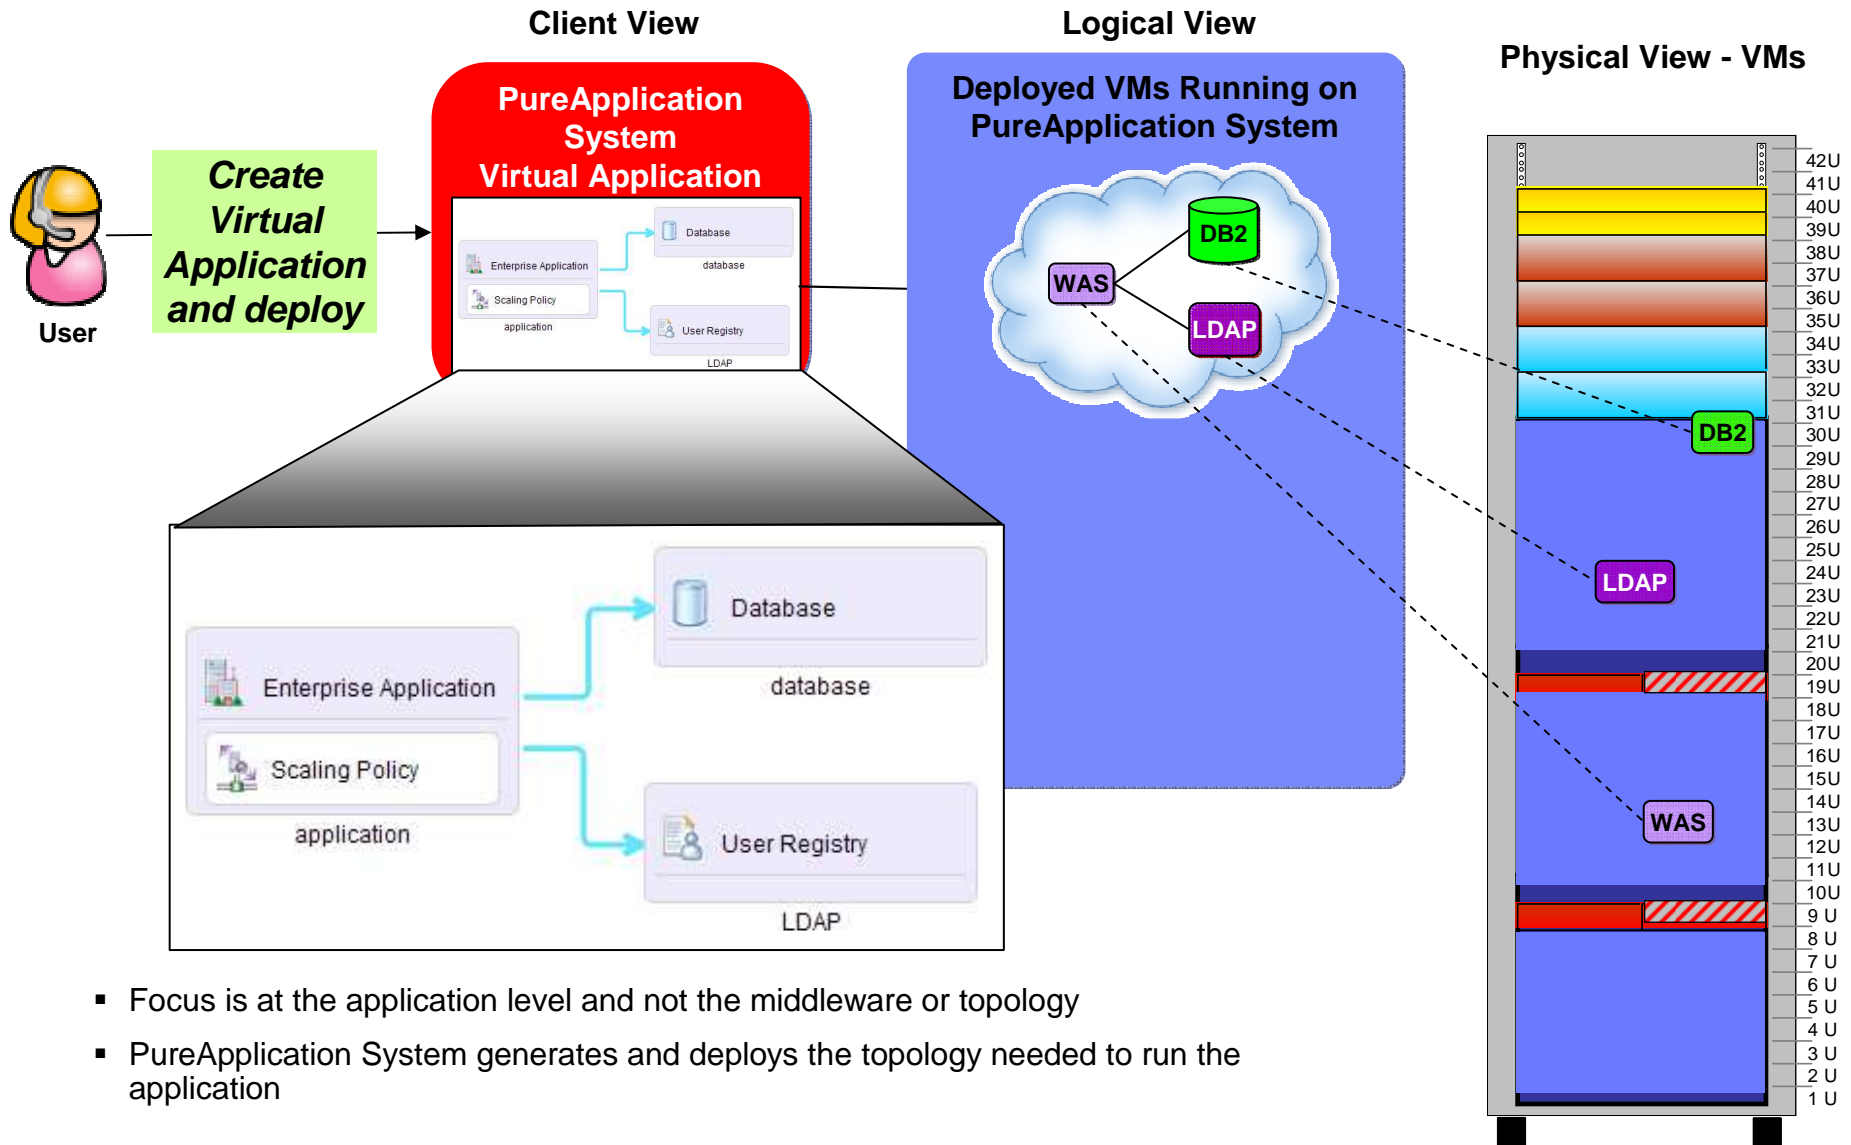 Client View
Logical View
Physical View - VMs
User
Create
Virtual
Application
and deploy
PureApplication
System
Virtual Application
Enterprise Application
Scaling Policy
application
Database
database
User Registry
LDAP
Deployed VMs Running on
PureApplication System
WAS
DB2
LDAP
Enterprise Application
Scaling Policy
application
Database
database
User Registry
LDAP
DB2
LDAP
WAS
42U
41U
40U
39U
38U
37U
36U
35U
34U
33U
32U
31U
30U
29U
28U
27U
26U
25U
24U
23U
22U
21U
20U
19U
18U
17U
16U
15U
14U
13U
12U
11U
10U
9 U
8 U
7 U
6 U
5 U
4 U
3 U
2 U
1 U
▪ Focus is at the application level and not the middleware or topology
▪ PureApplication System generates and deploys the topology needed to run the
application